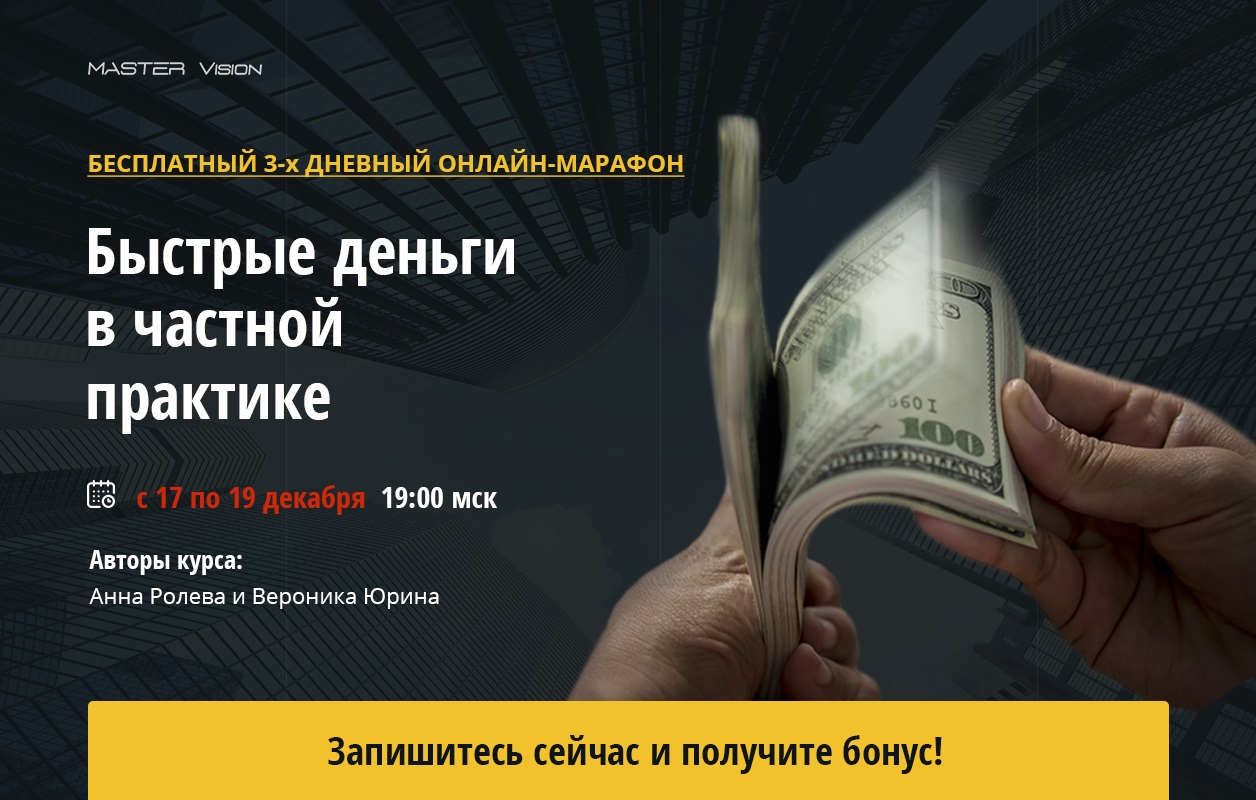 MASTER VISION
БЕСПЛАТНЫЙ 3-х ДНЕВНЫЙ ОНЛАЙН-МАРАФОН
Быстрые деньги
в частной
практике
с 17 по 19 декабря 19:00 мск
Авторы курса:
Анна Ролева и Вероника Юрина
100
Запишитесь сейчас и получите бонус!